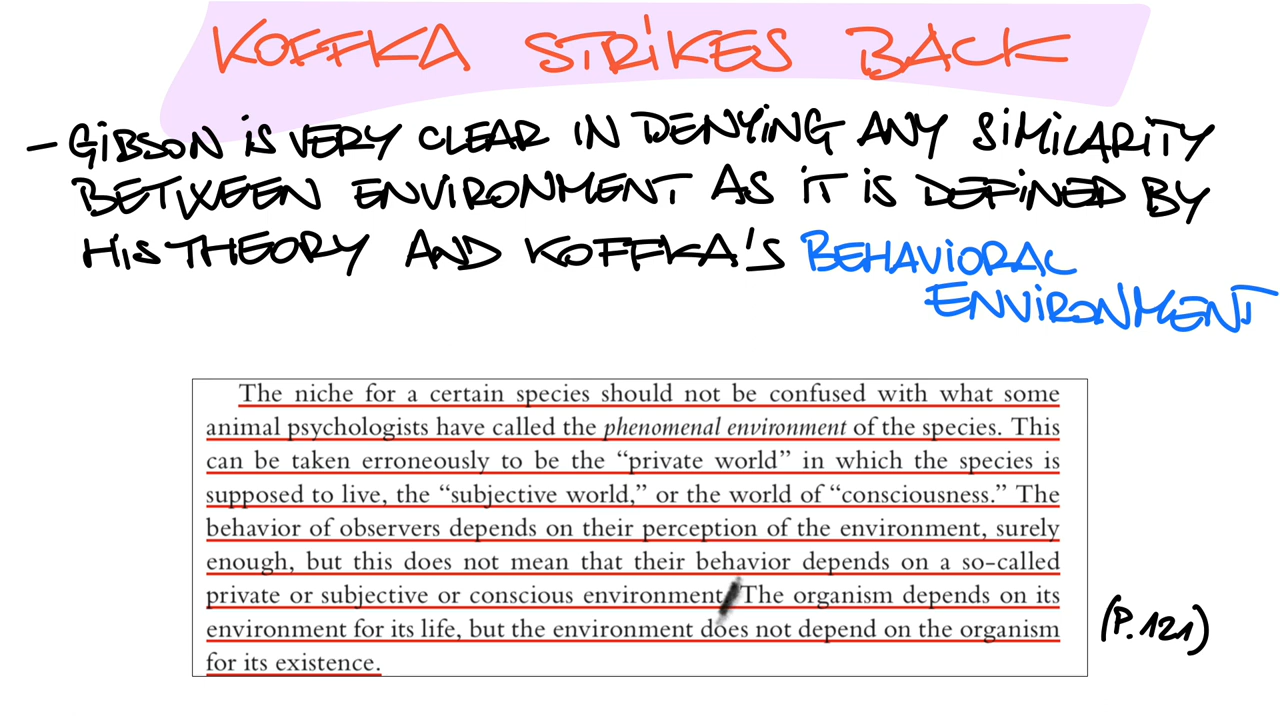 KOFFKA STRIKES BACK
- GIBSON IS VERY CLEAR IN DENYING ANY SIMILARITY
BETWEEN ENVIRONMENT AS IT IS DEFINED BY
HIS THEORY AND KOFFKA'S BEHAVIORAL
ENVIRONMENT
The niche for a certain species should not be confused with what some
animal psychologists have called the phenomenal environment of the species. This
can be taken erroneously to be the “private world” in which the species is
supposed to live, the “subjective world,” or the world of “consciousness.” The
behavior of observers depends on their perception of the environment, surely
enough, but this does not mean that their behavior depends on a so-called
private or subjective or conscious environment. The organism depends on its
environment for its life, but the environment does not depend on the organism
for its existence.
(P. 121)